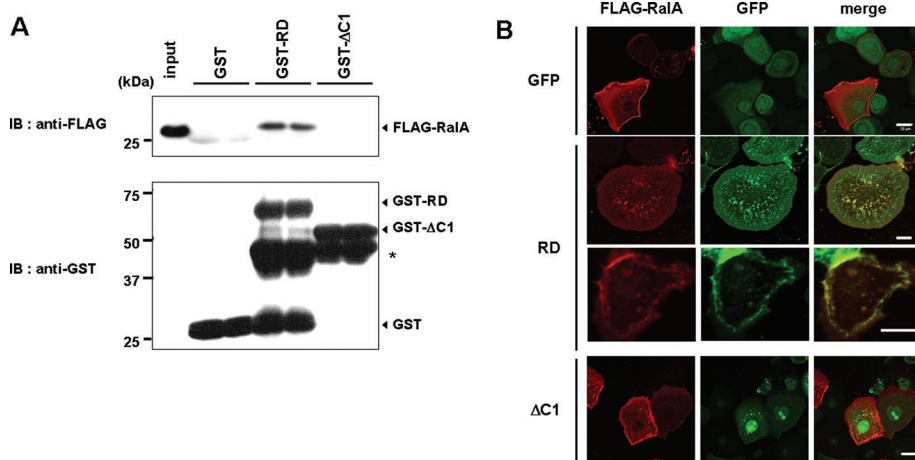 A
input
GST
GST-RD
GST-ΔC1
(kDa)
IB : anti-FLAG
25
FLAG-RalA
75
50
37
25
IB : anti-GST
GST-RD
GST-ΔC1
*
GST
B
FLAG-RalA
GFP
merge
GFP
RD
ΔC1